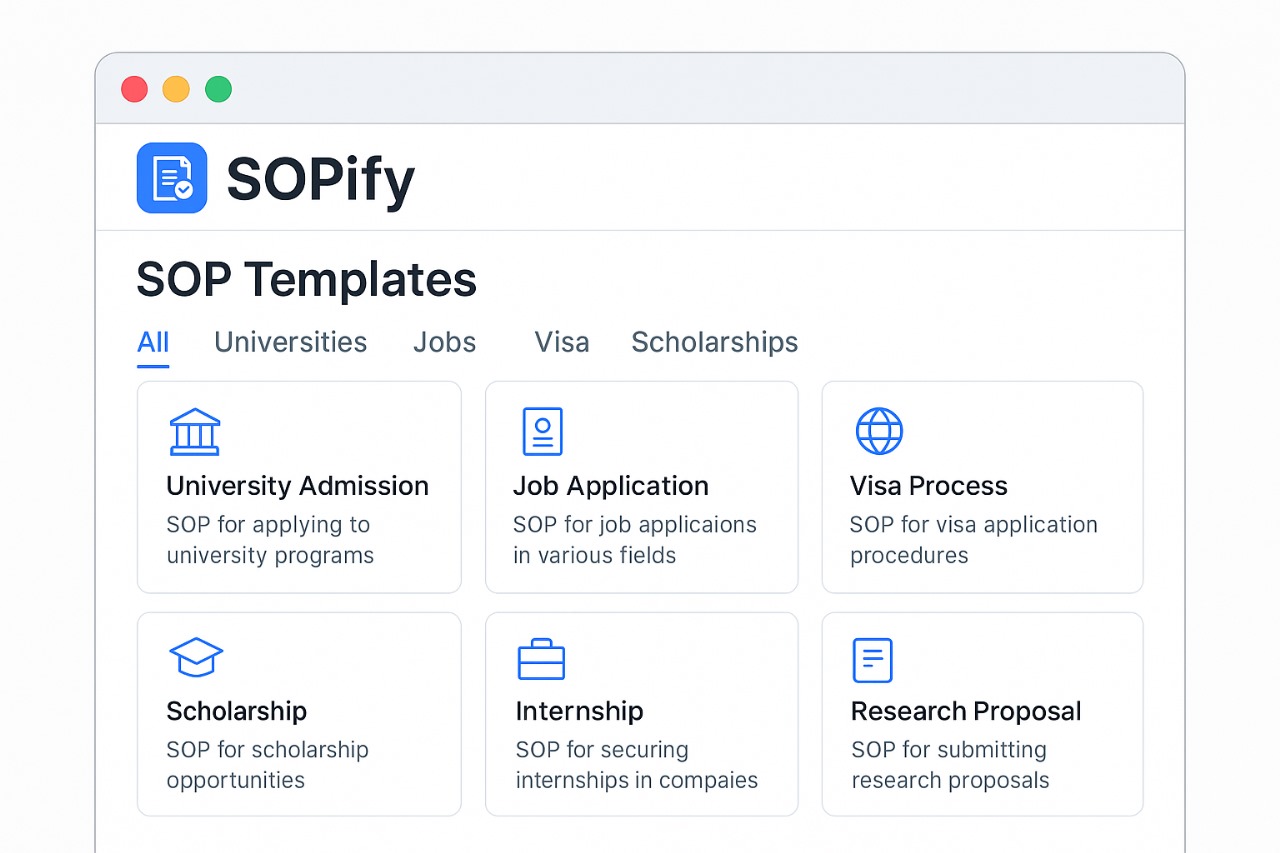 SOPify
SOP Templates
All Universities Jobs Visa Scholarships
University Admission
SOP for applying to
university programs
Job Application
SOP for job applicaions
in various fields
Visa Process
SOP for visa application
procedures
Scholarship
SOP for scholarship
opportunities
Internship
SOP for securing
internships in compaies
Research Proposal
SOP for submitting
research proposals